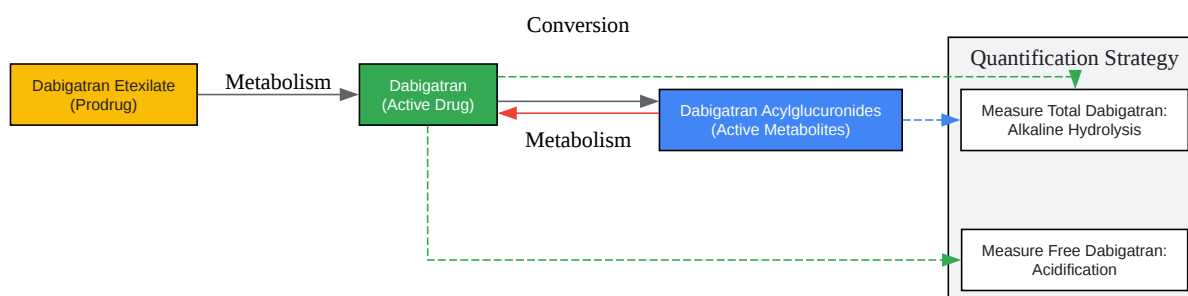 Conversion
Quantification Strategy
Dabigatran Etexilate
(Prodrug)
Metabolism
Dabigatran
(Active Drug)
Dabigatran Acylglucuronides
(Active Metabolites)
Metabolism
Measure Total Dabigatran:
Alkaline Hydrolysis
Measure Free Dabigatran:
Acidification